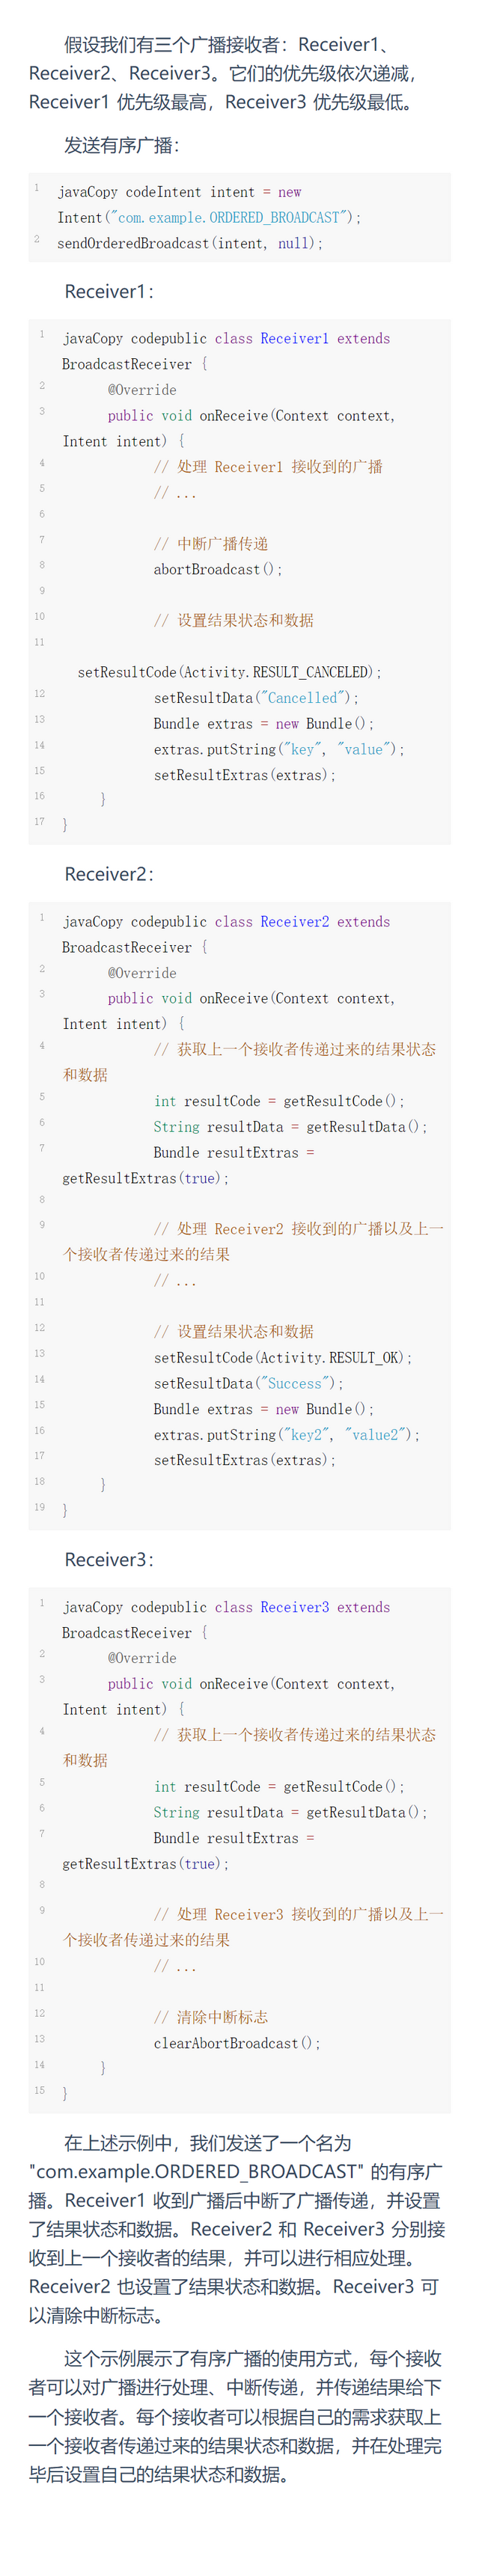 假设我们有三个广播接收者：Receiver1、
Receiver2、Receiver3。它们的优先级依次递减，
Receiver1 优先级最高，Receiver3 优先级最低。
发送有序广播：
1 javaCopy codeIntent intent = new
Intent("com.example.ORDERED_BROADCAST");
2 sendOrderedBroadcast(intent, null);
Receiver1：
1 javaCopy codepublic class Receiver1 extends
BroadcastReceiver {
2 @Override
3 public void onReceive(Context context,
Intent intent) {
4 // 处理 Receiver1 接收到的广播
5 // ...
6
7 // 中断广播传递
8 abortBroadcast();
9
10 // 设置结果状态和数据
11
setResultCode(Activity.RESULT_CANCELED);
12 setResultData("Cancelled");
13 Bundle extras = new Bundle();
14 extras.putString("key", "value");
15 setResultExtras(extras);
16 }
17 }
Receiver2：
1 javaCopy codepublic class Receiver2 extends
BroadcastReceiver {
2 @Override
3 public void onReceive(Context context,
Intent intent) {
4 // 获取上一个接收者传递过来的结果状态
和数据
5 int resultCode = getResultCode();
6 String resultData = getResultData();
7 Bundle resultExtras =
getResultExtras(true);
8
9 // 处理 Receiver2 接收到的广播以及上一
个接收者传递过来的结果
10 // ...
11
12 // 设置结果状态和数据
13 setResultCode(Activity.RESULT_OK);
14 setResultData("Success");
15 Bundle extras = new Bundle();
16 extras.putString("key2", "value2");
17 setResultExtras(extras);
18 }
19 }
Receiver3：
1 javaCopy codepublic class Receiver3 extends
BroadcastReceiver {
2 @Override
3 public void onReceive(Context context,
Intent intent) {
4 // 获取上一个接收者传递过来的结果状态
和数据
5 int resultCode = getResultCode();
6 String resultData = getResultData();
7 Bundle resultExtras =
getResultExtras(true);
8
9 // 处理 Receiver3 接收到的广播以及上一
个接收者传递过来的结果
10 // ...
11
12 // 清除中断标志
13 clearAbortBroadcast();
14 }
15 }
在上述示例中，我们发送了一个名为
"com.example.ORDERED_BROADCAST" 的有序广
播。Receiver1 收到广播后中断了广播传递，并设置
了结果状态和数据。Receiver2 和 Receiver3 分别接
收到上一个接收者的结果，并可以进行相应处理。
Receiver2 也设置了结果状态和数据。Receiver3 可
以清除中断标志。
这个示例展示了有序广播的使用方式，每个接收
者可以对广播进行处理、中断传递，并传递结果给下
一个接收者。每个接收者可以根据自己的需求获取上
一个接收者传递过来的结果状态和数据，并在处理完
毕后设置自己的结果状态和数据。